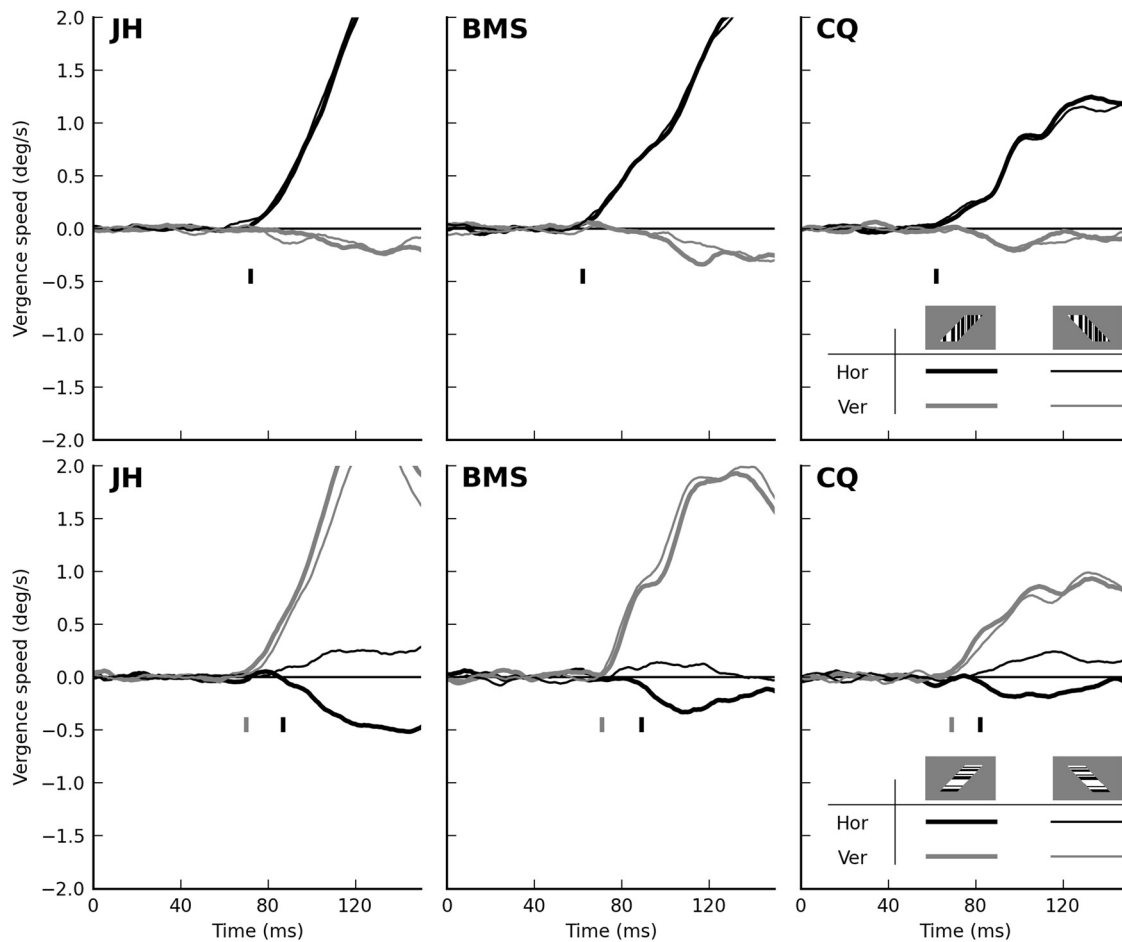 JH BMS CQ
Vergence speed (deg/s)
2.0
1.5
1.0
0.5
0.0
−0.5
−1.0
−1.5
−2.0
Hor
Ver
JH BMS CQ
Vergence speed (deg/s)
2.0
1.5
1.0
0.5
0.0
−0.5
−1.0
−1.5
−2.0
Hor
Ver
0 40 80 120 0 40 80 120 0 40 80 120
Time (ms) Time (ms) Time (ms)